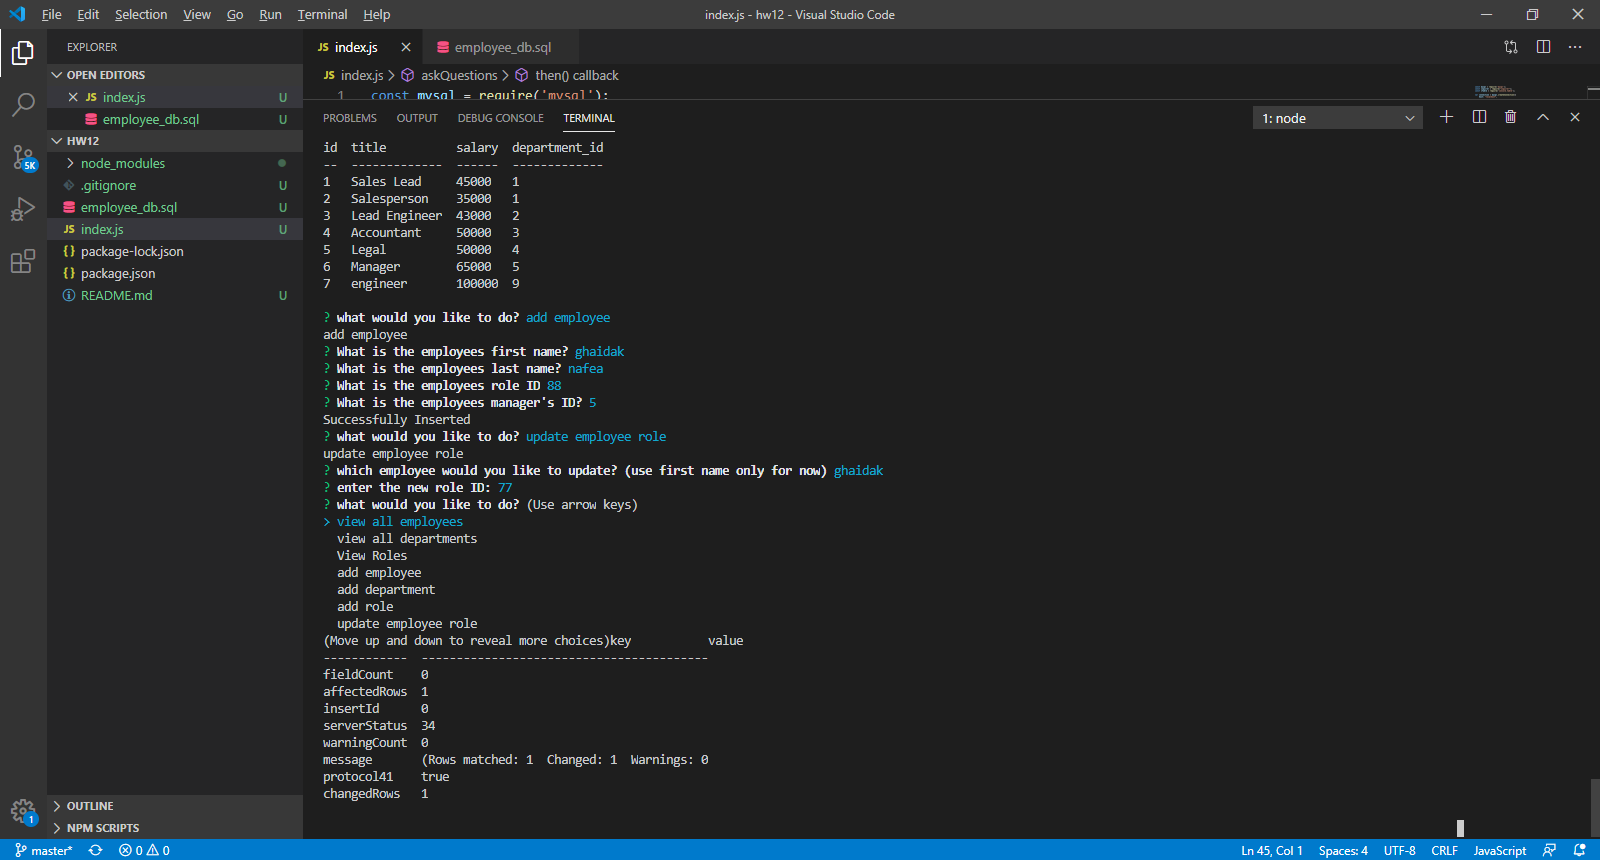 File Edit Selection View Go Run Terminal Help
index.js - hw12 - Visual Studio Code
EXPLORER
OPEN EDITORS
JS index.js U
employee_db.sql U
HW12
node_modules
.gitignore U
employee_db.sql U
JS index.js U
{} package-lock.json
{} package.json
README.md U
OUTLINE
NPM SCRIPTS
5K
1
JS index.js
employee_db.sql
JS index.js > askQuestions > then() callback
1 const mysql = require('mysql');
PROBLEMS OUTPUT DEBUG CONSOLE TERMINAL
1: node
id title salary department_id
-- ------------- ------ -------------
1 Sales Lead 45000 1
2 Salesperson 35000 1
3 Lead Engineer 43000 2
4 Accountant 50000 3
5 Legal 50000 4
6 Manager 65000 5
7 engineer 100000 9
? what would you like to do? add employee
add employee
? What is the employees first name? ghaidak
? What is the employees last name? nafea
? What is the employees role ID 88
? What is the employees manager's ID? 5
Successfully Inserted
? what would you like to do? update employee role
update employee role
? which employee would you like to update? (use first name only for now) ghaidak
? enter the new role ID: 77
? what would you like to do? (Use arrow keys)
> view all employees
view all departments
View Roles
add employee
add department
add role
update employee role
(Move up and down to reveal more choices)key value
------------ -----------------------------------------
fieldCount 0
affectedRows 1
insertId 0
serverStatus 34
warningCount 0
message (Rows matched: 1 Changed: 1 Warnings: 0
protocol41 true
changedRows 1
master* 0 0
Ln 45, Col 1 Spaces: 4 UTF-8 CRLF JavaScript